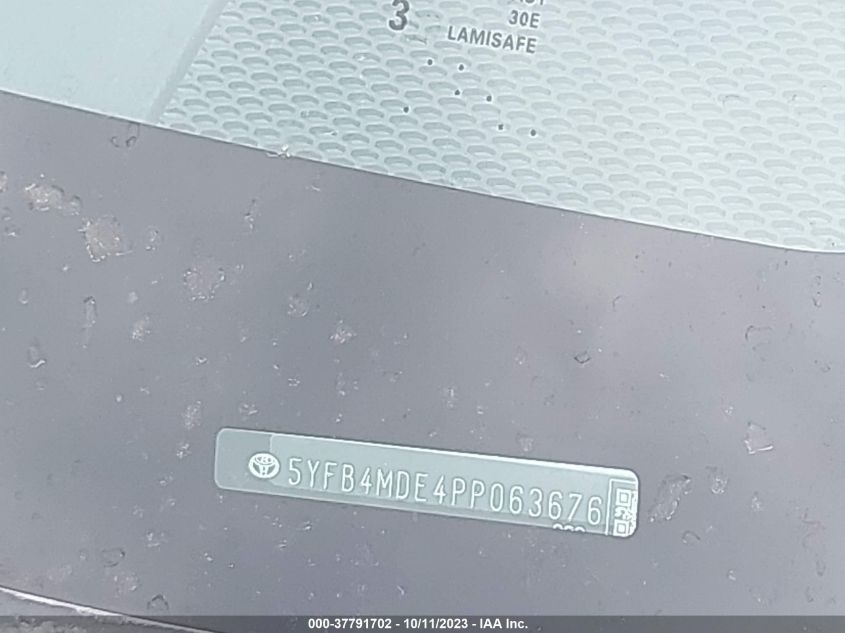 3
30E
LAMISAFE
5YFB4MDE4PP063676
000-37791702 - 10/11/2023 - IAA Inc.